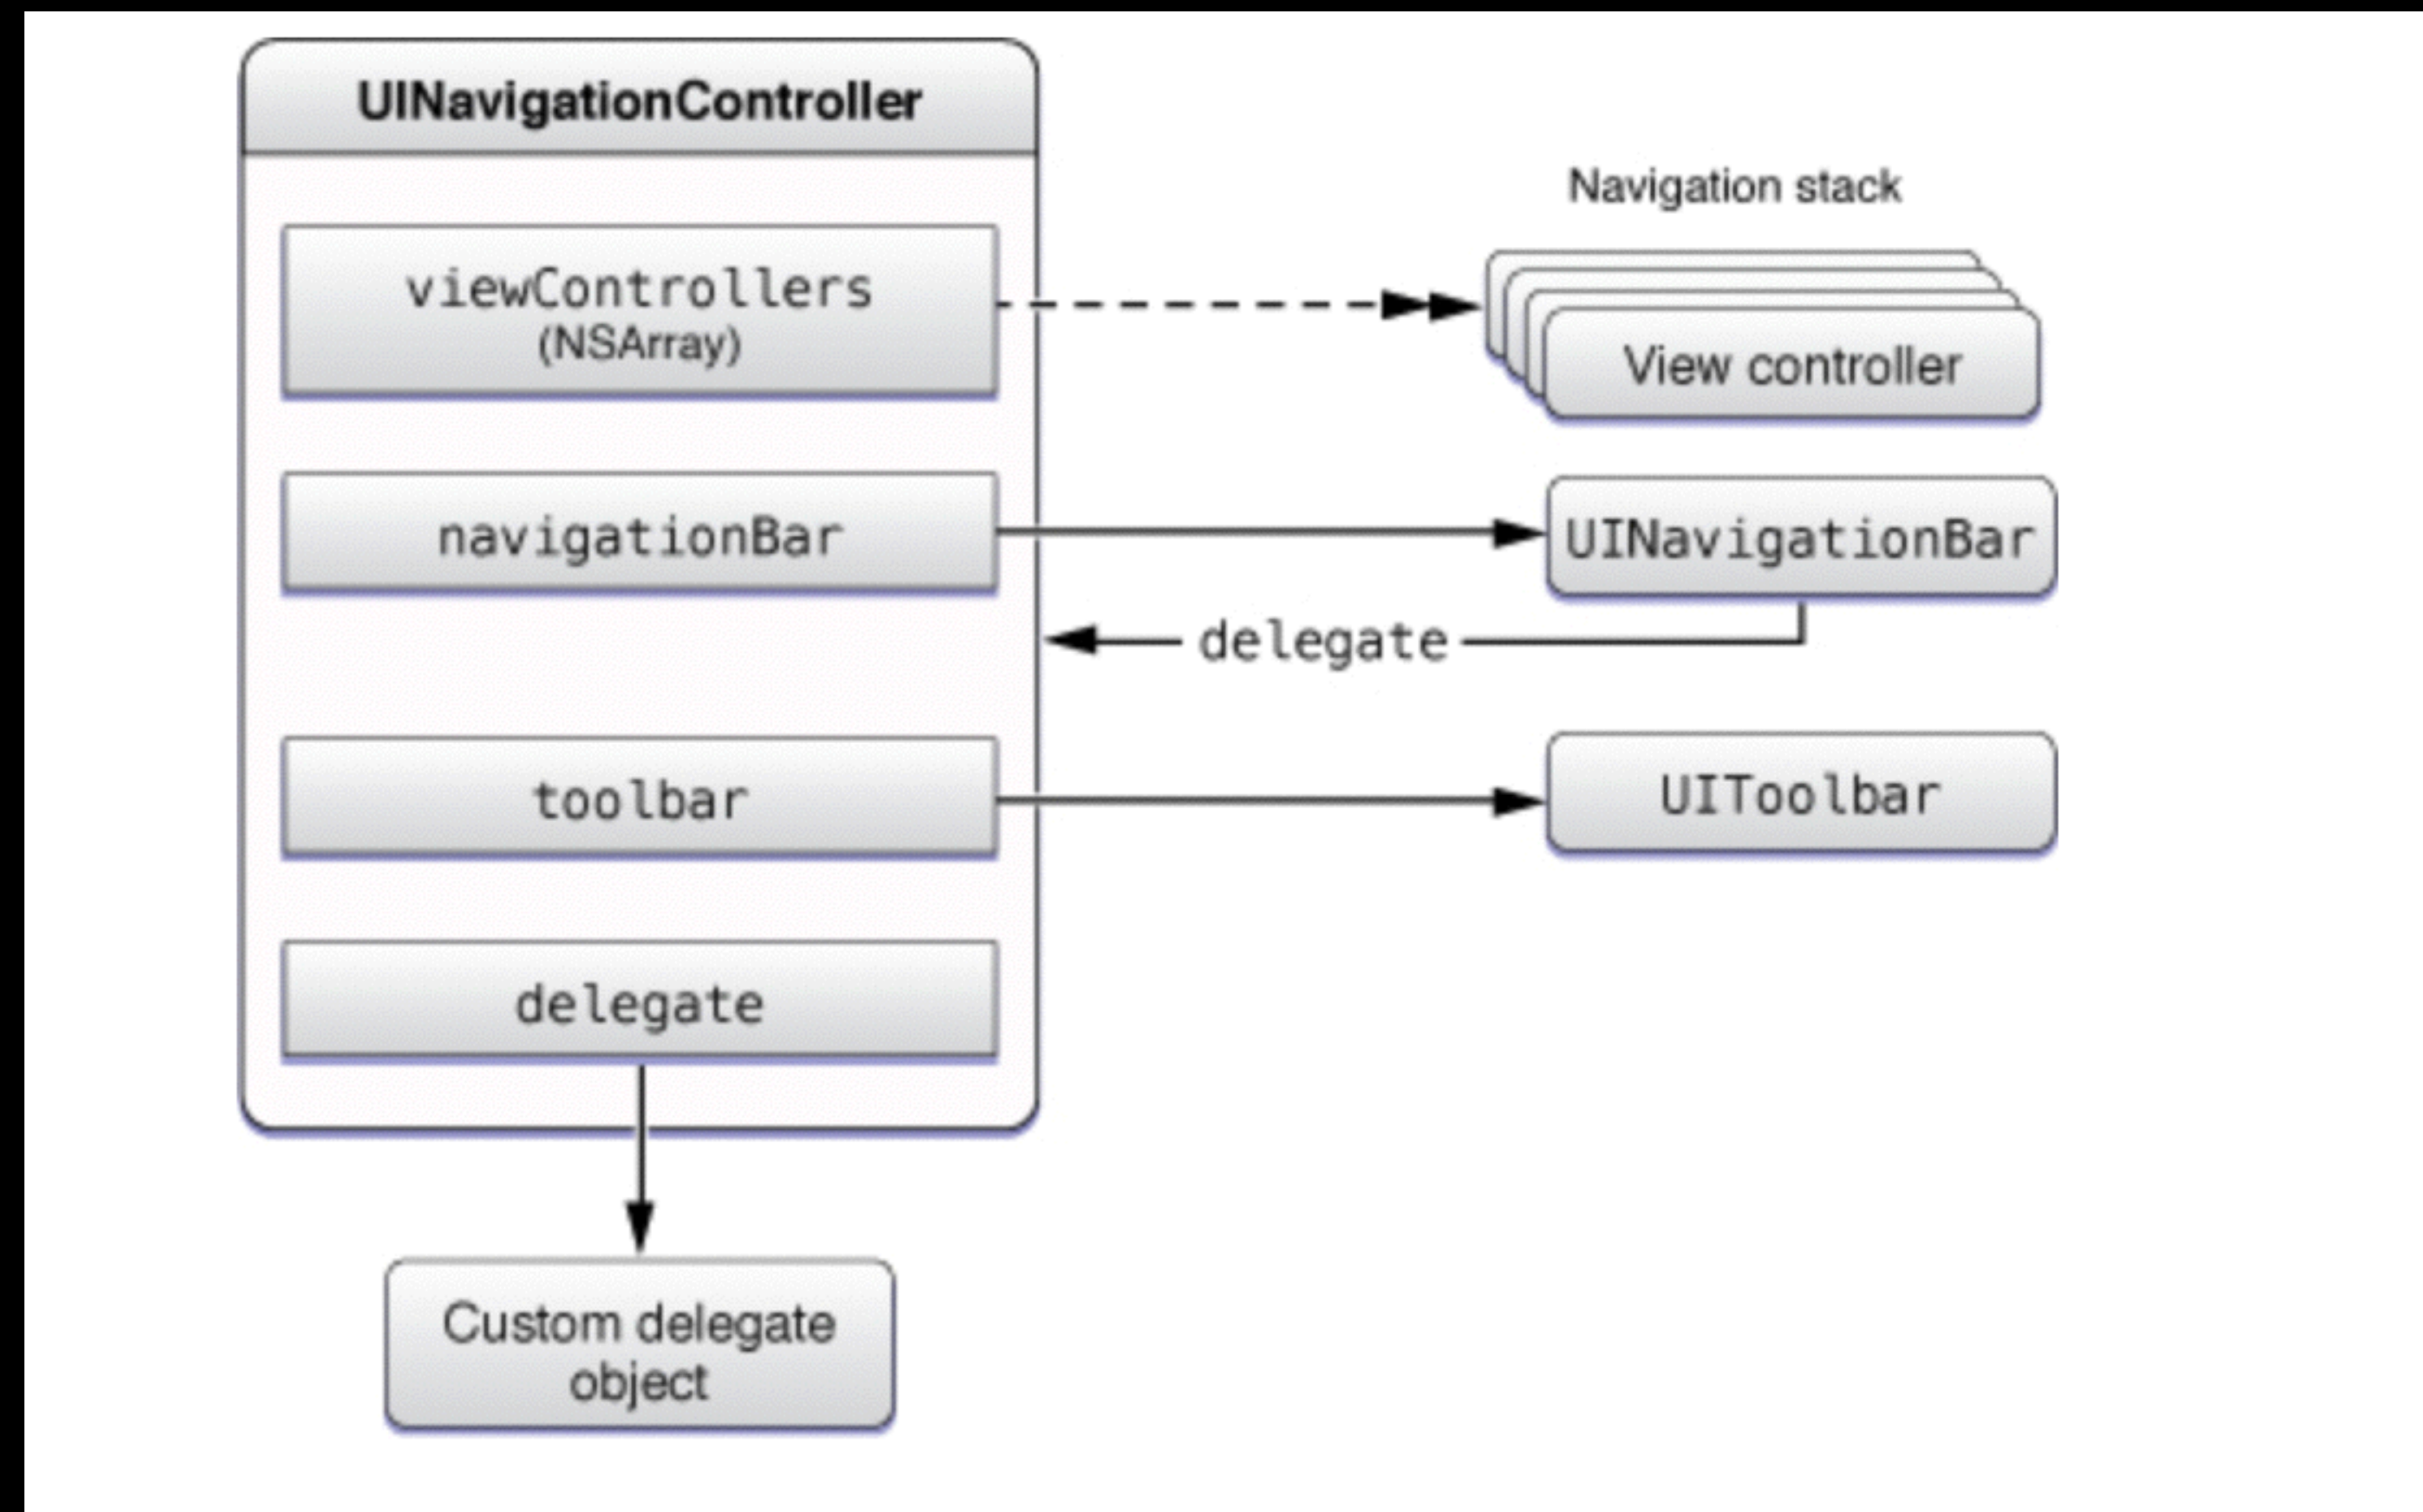 UINavigationController
Navigation stack
viewControllers
(NSArray)
View controller
navigationBar
UINavigationBar
delegate
toolbar
UIToolbar
delegate
Custom delegate
object